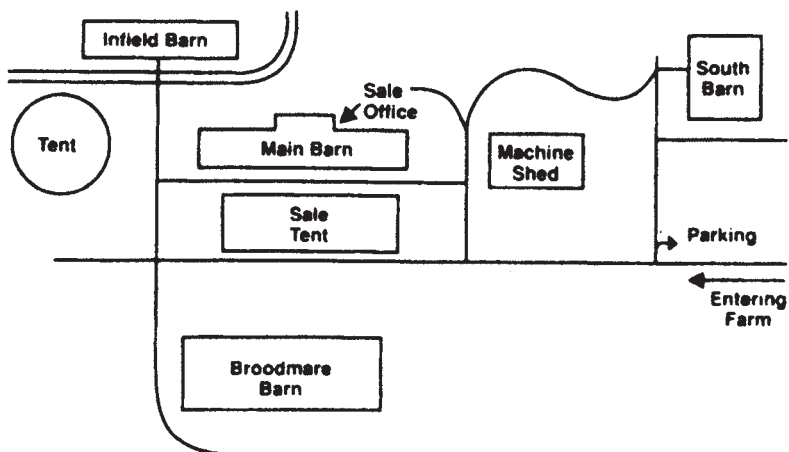 Infield Barn
South
Barn
Sale
Office
Tent
Main Barn
Machine
Shed
Sale
Tent
Parking
Entering
Farm
Broodmare
Barn